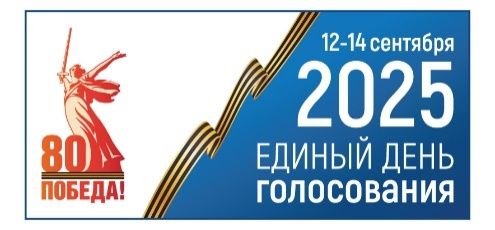 80
ПОБЕДА!
12-14 сентября
2025
ЕДИНЫЙ ДЕНЬ
ГОЛОСОВАНИЯ